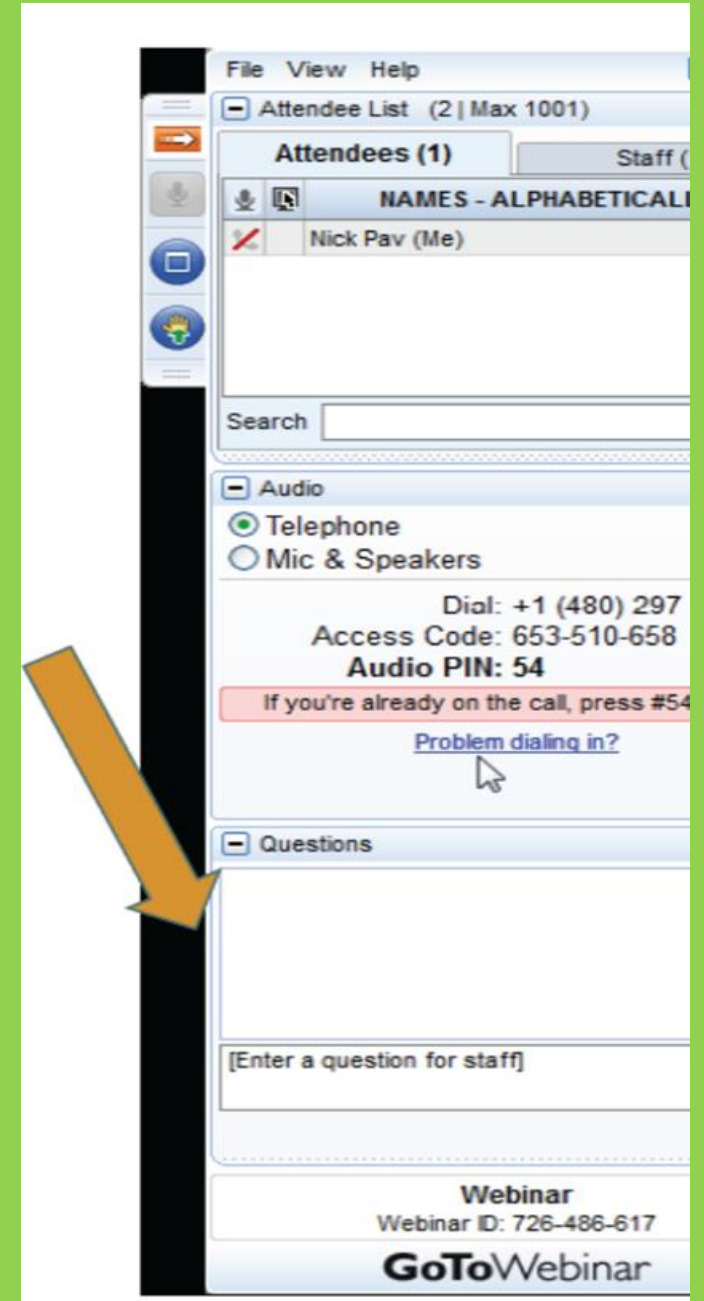 File View Help
Attendee List (2 | Max 1001)
Attendees (1) Staff (
NAMES - ALPHABETICALL
Nick Pav (Me)
Search
Audio
Telephone
Mic & Speakers
Dial: +1 (480) 297
Access Code: 653-510-658
Audio PIN: 54
If you're already on the call, press #54
Problem dialing in?
Questions
[Enter a question for staff]
Webinar
Webinar ID: 726-486-617
GoToWebinar